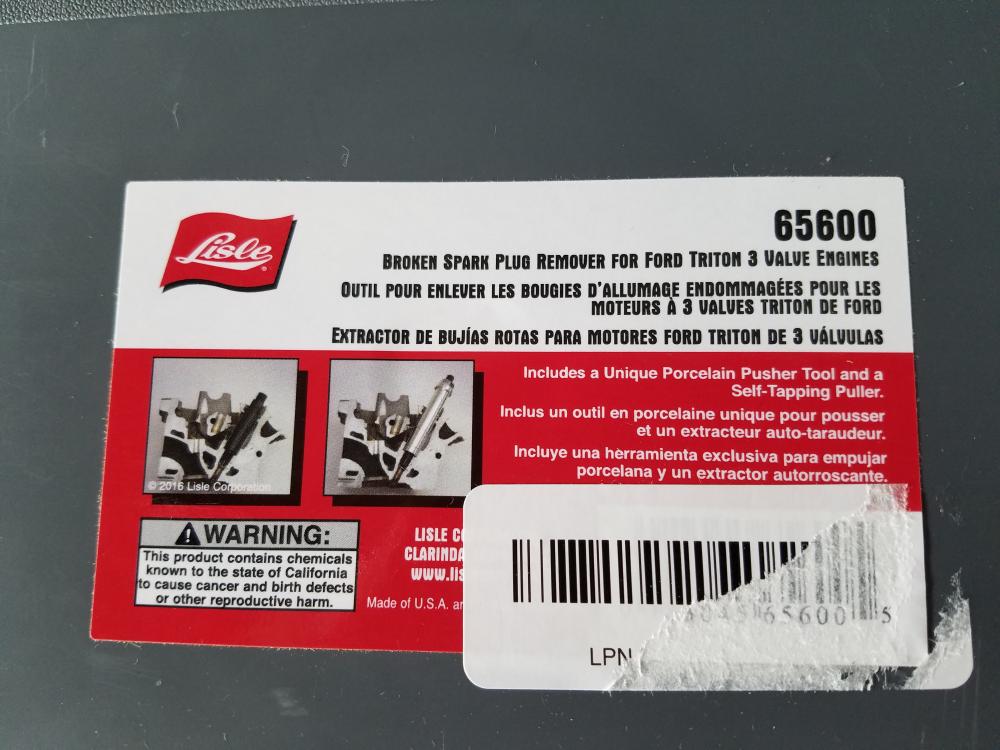 Lisle
65600
BROKEN SPARK PLUG REMOVER FOR FORD TRITON 3 VALVE ENGINES
OUTIL POUR ENLEVER LES BOUGIES D'ALLUMAGE ENDOMMAGÉES POUR LES
MOTEURS À 3 VALVES TRITON DE FORD
EXTRACTOR DE BUJÍAS ROTAS PARA MOTORES FORD TRITON DE 3 VÁLVULAS
Includes a Unique Porcelain Pusher Tool and a
Self-Tapping Puller.
Inclus un outil en porcelaine unique pour pousser
et un extracteur auto-taraudeur.
Incluye una herramienta exclusiva para empujar
porcelana y un extractor autorroscante.
© 2016 Lisle Corporation
WARNING:
This product contains chemicals
known to the state of California
to cause cancer and birth defects
or other reproductive harm.
LISLE
CLARINDA
www.lis
Made of U.S.A.
65600 5
LPN